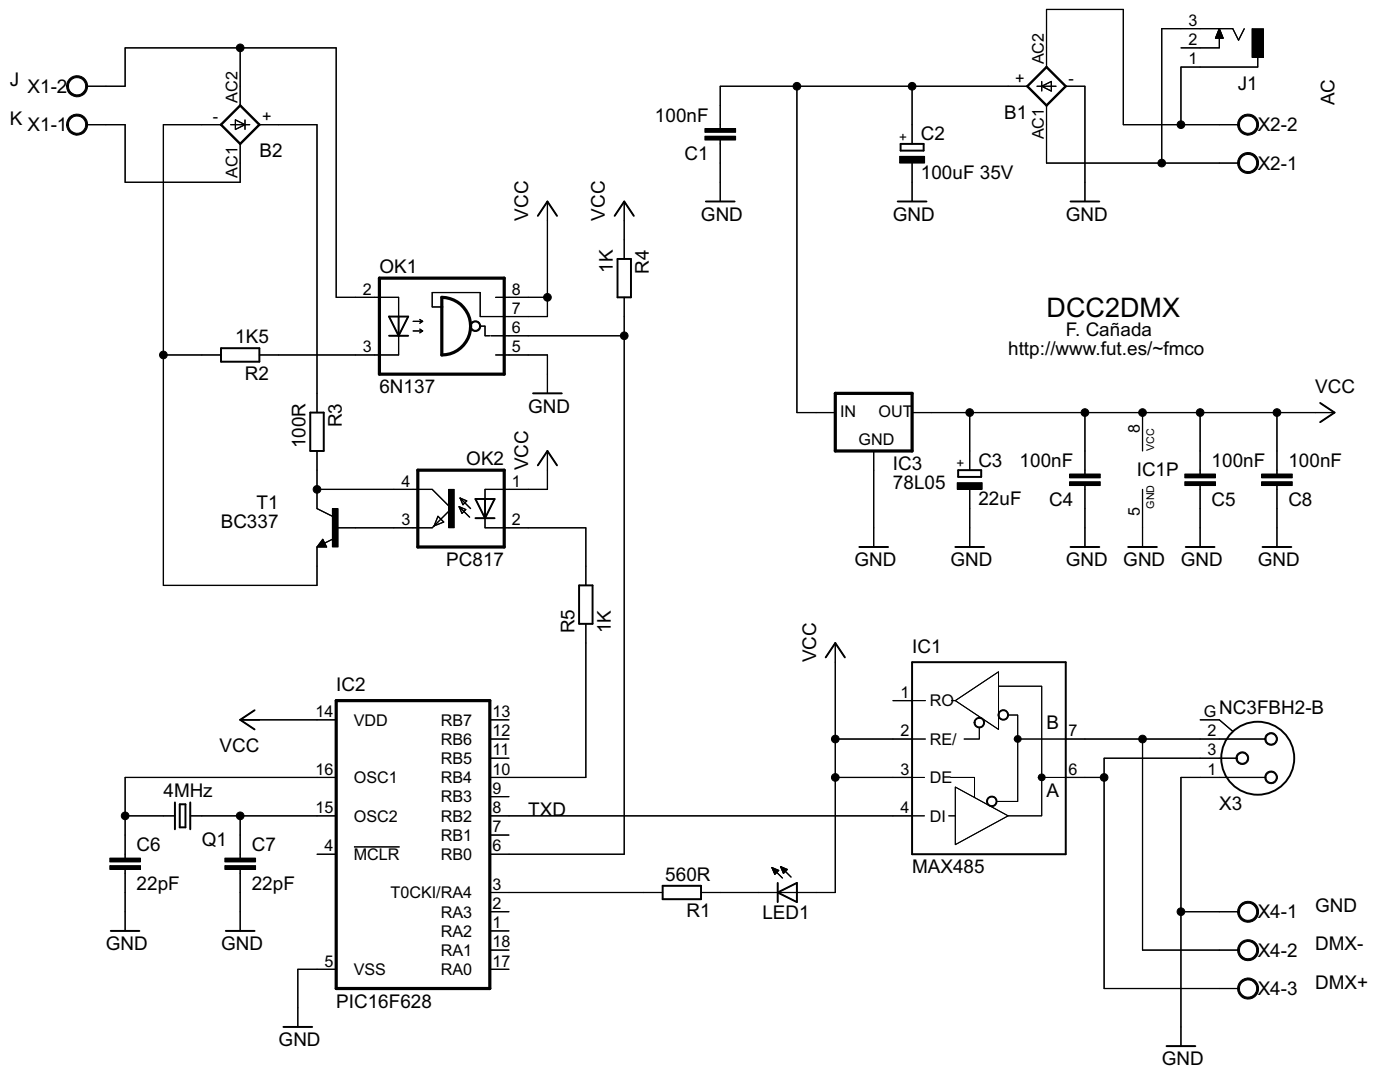 J X1-2
K X1-1
AC2
- +
B2
AC1
VCC
VCC
1K
R4
OK1
2
3
8
7
6
5
6N137
GND
1K5
R2
100R
R3
VCC
OK2
4
3
1
2
PC817
T1
BC337
R5
1K
100nF
C1
GND
+
C2
100uF 35V
GND
AC2
+ -
B1
AC1
GND
3
2
1
J1
AC
X2-2
X2-1
DCC2DMX
F. Cañada
http://www.fut.es/~fmco
IN OUT
GND
IC3
78L05
GND
+
C3
22uF
GND
100nF
C4
GND
8
VCC
IC1P
5
GND
GND
100nF
C5
GND
100nF
C8
GND
VCC
IC2
14 VDD
VCC
16 OSC1
15 OSC2
4 MCLR
5 VSS
RB7 13
RB6 12
RB5 11
RB4 10
RB3 9
RB2 8
RB1 7
RB0 6
T0CKI/RA4 3
RA3 2
RA2 1
RA1 18
RA0 17
PIC16F628
4MHz
Q1
C6
22pF
GND
C7
22pF
GND
GND
TXD
560R
R1
LED1
VCC
IC1
1 RO
2 RE/
3 DE
4 DI
B 7
A 6
MAX485
G NC3FBH2-B
2
3
1
X3
X4-1 GND
X4-2 DMX-
X4-3 DMX+
GND